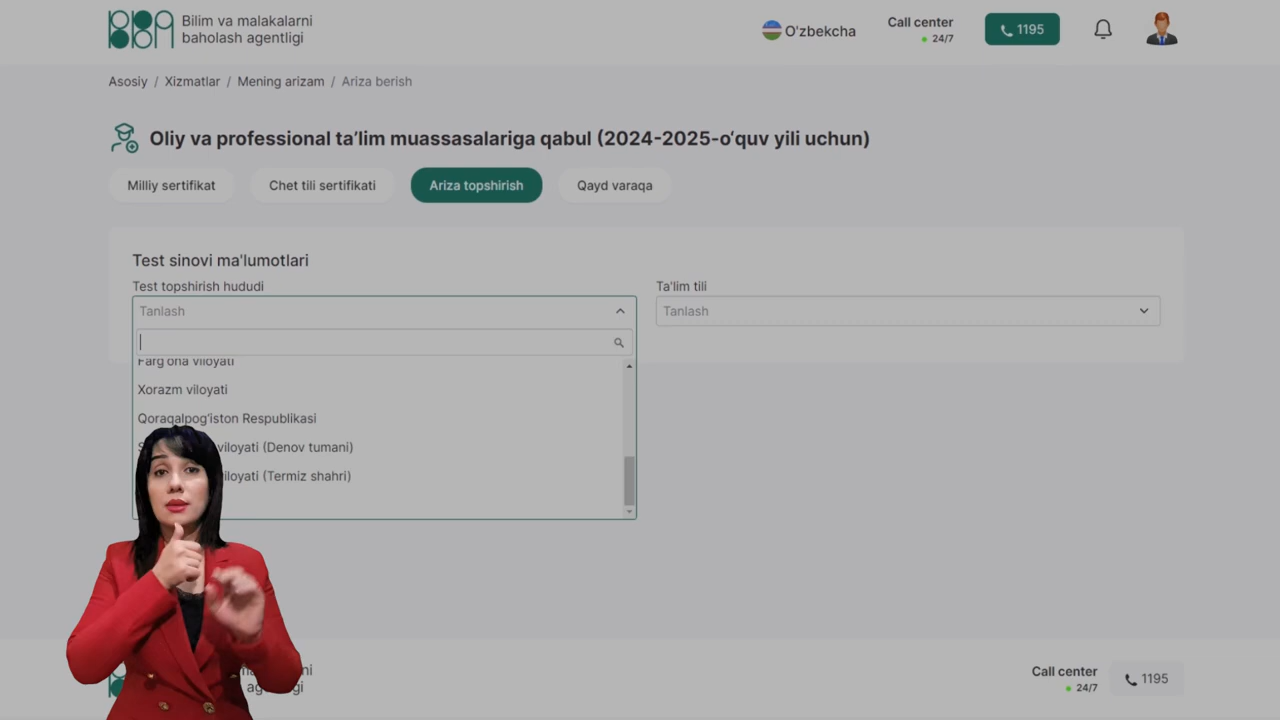 Bilim va malakalarni
baholash agentligi
O'zbekcha
Call center
24/7
1195
Asosiy / Xizmatlar / Mening arizam / Ariza berish
Oliy va professional ta’lim muassasalariga qabul (2024-2025-o‘quv yili uchun)
Milliy sertifikat
Chet tili sertifikati
Ariza topshirish
Qayd varaqa
Test sinovi ma'lumotlari
Test topshirish hududi
Ta'lim tili
Tanlash
Tanlash
Farg‘ona viloyati
Xorazm viloyati
Qoraqalpog‘iston Respublikasi
viloyati (Denov tumani)
viloyati (Termiz shahri)
Call center
24/7
1195